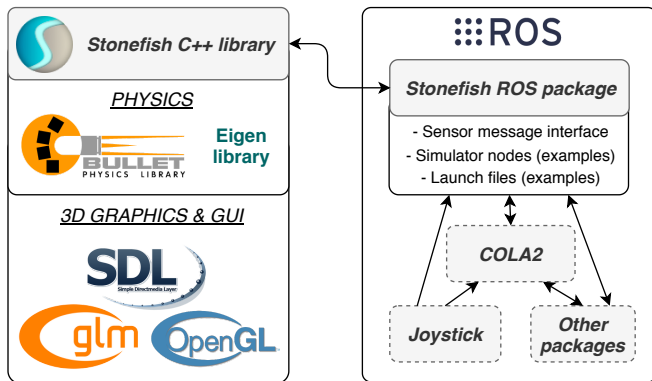 Stonefish C++ library
PHYSICS
BULLET
PHYSICS LIBRARY
Eigen
library
3D GRAPHICS & GUI
SDL
Simple Directmedia Layer
glm
OpenGL
ROS
Stonefish ROS package
- Sensor message interface
- Simulator nodes (examples)
- Launch files (examples)
COLA2
Joystick
Other
packages